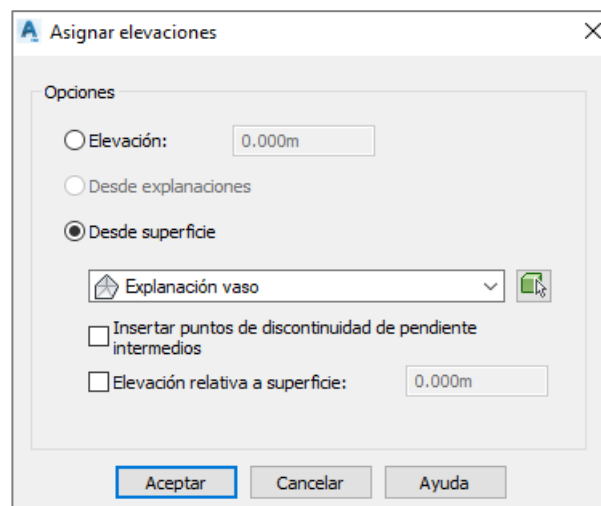 Asignar elevaciones
Opciones
Elevación: 0.000m
Desde explanaciones
Desde superficie
Explanación vaso
Insertar puntos de discontinuidad de pendiente
intermedios
Elevación relativa a superficie: 0.000m
Aceptar Cancelar Ayuda